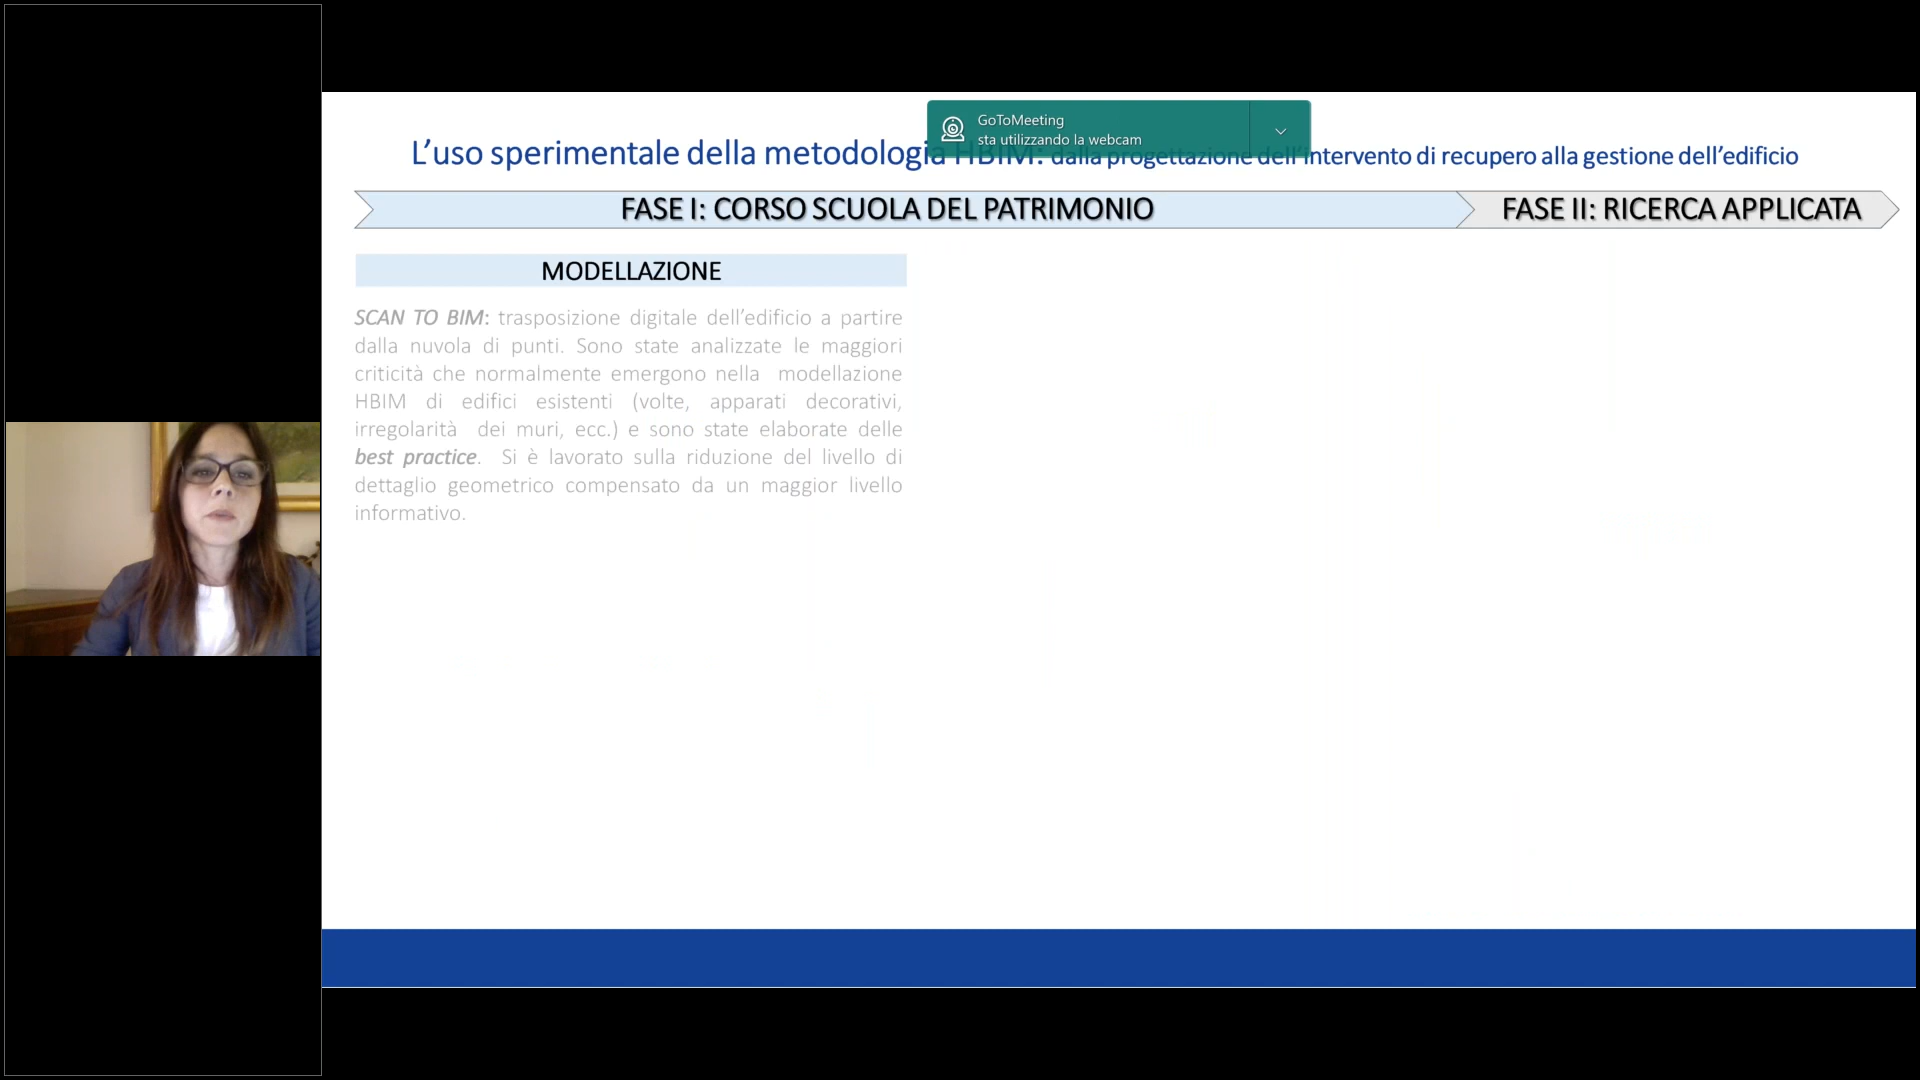 GoToMeeting
sta utilizzando la webcam
L'uso sperimentale della metodologia HBIM: dalla progettazione dell'intervento di recupero alla gestione dell'edificio
FASE I: CORSO SCUOLA DEL PATRIMONIO
FASE II: RICERCA APPLICATA
MODELLAZIONE
SCAN TO BIM: trasposizione digitale dell'edificio a partire
dalla nuvola di punti. Sono state analizzate le maggiori
criticità che normalmente emergono nella modellazione
HBIM di edifici esistenti (volte, apparati decorativi,
irregolarità dei muri, ecc.) e sono state elaborate delle
best practice. Si è lavorato sulla riduzione del livello di
dettaglio geometrico compensato da un maggior livello
informativo.